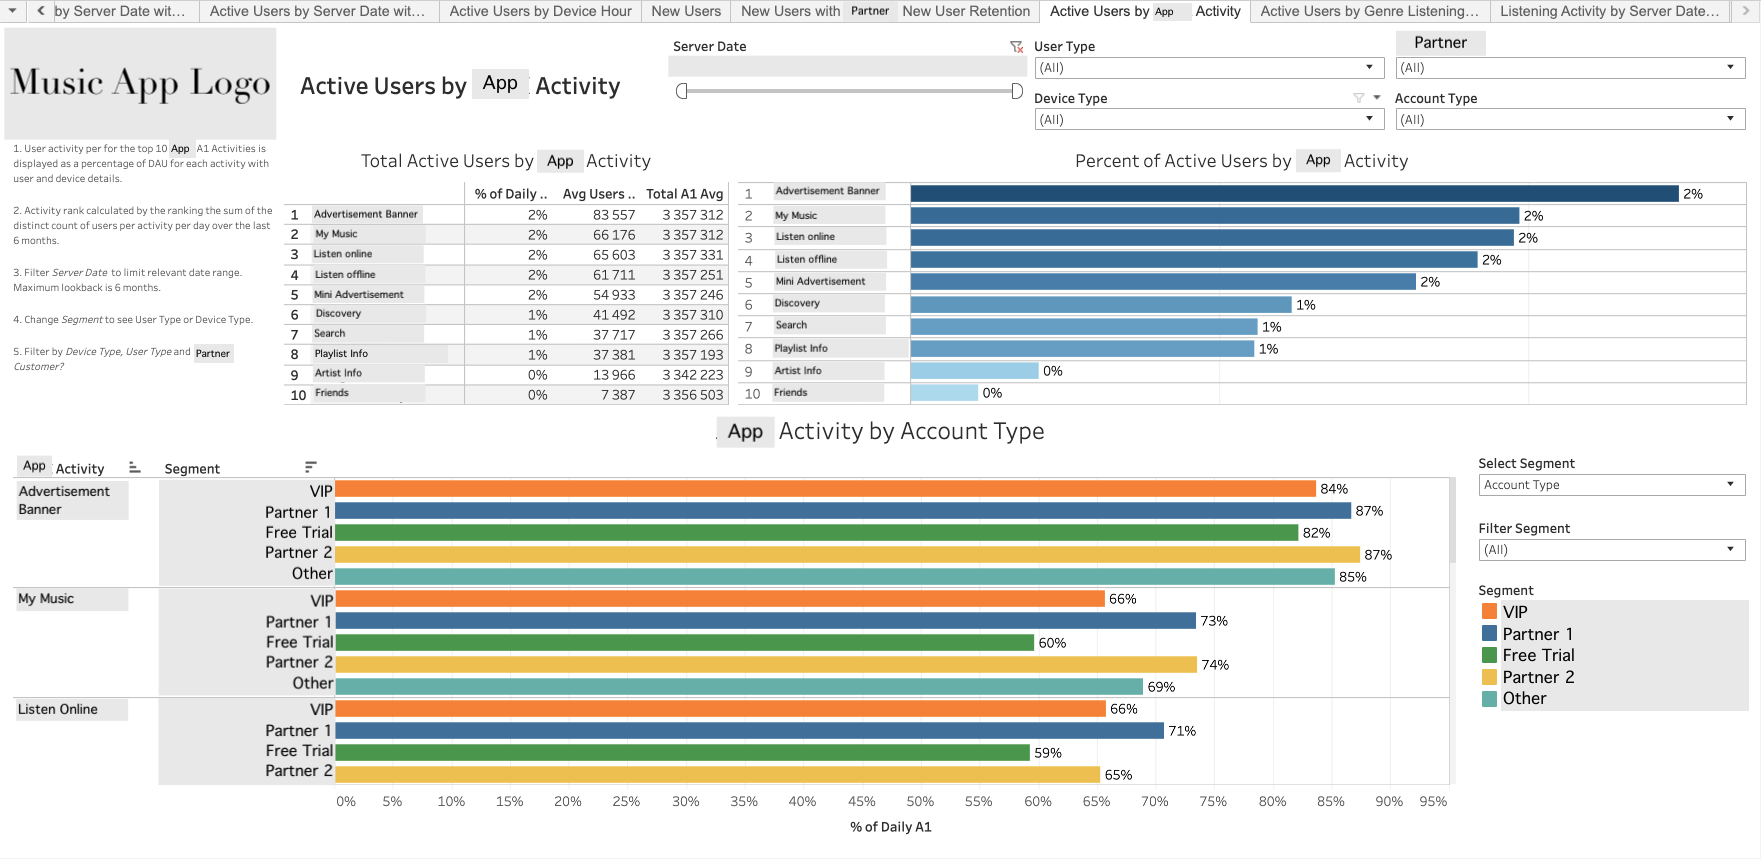 by Server Date wit...
Active Users by Server Date wit...
Active Users by Device Hour
New Users
New Users with Partner
New User Retention
Active Users by App Activity
Active Users by Genre Listening...
Listening Activity by Server Date...
Music App Logo
Active Users by App Activity
Server Date
User Type
(All)
Partner
(All)
Device Type
(All)
Account Type
(All)
1. User activity per for the top 10 App A1 Activities is
displayed as a percentage of DAU for each activity with
user and device details.
2. Activity rank calculated by the ranking the sum of the
distinct count of users per activity per day over the last
6 months.
3. Filter Server Date to limit relevant date range.
Maximum lookback is 6 months.
4. Change Segment to see User Type or Device Type.
5. Filter by Device Type, User Type and Partner
Customer?
Total Active Users by App Activity
% of Daily .. Avg Users .. Total A1 Avg
1 Advertisement Banner 2% 83 557 3 357 312
2 My Music 2% 66 176 3 357 312
3 Listen online 2% 65 603 3 357 331
4 Listen offline 2% 61 711 3 357 251
5 Mini Advertisement 2% 54 933 3 357 246
6 Discovery 1% 41 492 3 357 310
7 Search 1% 37 717 3 357 266
8 Playlist Info 1% 37 381 3 357 193
9 Artist Info 0% 13 966 3 342 223
10 Friends 0% 7 387 3 356 503
Percent of Active Users by App Activity
1 Advertisement Banner 2%
2 My Music 2%
3 Listen online 2%
4 Listen offline 2%
5 Mini Advertisement 2%
6 Discovery 1%
7 Search 1%
8 Playlist Info 1%
9 Artist Info 0%
10 Friends 0%
App Activity by Account Type
App Activity Segment
Advertisement
Banner
VIP 84%
Partner 1 87%
Free Trial 82%
Partner 2 87%
Other 85%
My Music
VIP 66%
Partner 1 73%
Free Trial 60%
Partner 2 74%
Other 69%
Listen Online
VIP 66%
Partner 1 71%
Free Trial 59%
Partner 2 65%
0% 5% 10% 15% 20% 25% 30% 35% 40% 45% 50% 55% 60% 65% 70% 75% 80% 85% 90% 95%
% of Daily A1
Select Segment
Account Type
Filter Segment
(All)
Segment
VIP
Partner 1
Free Trial
Partner 2
Other